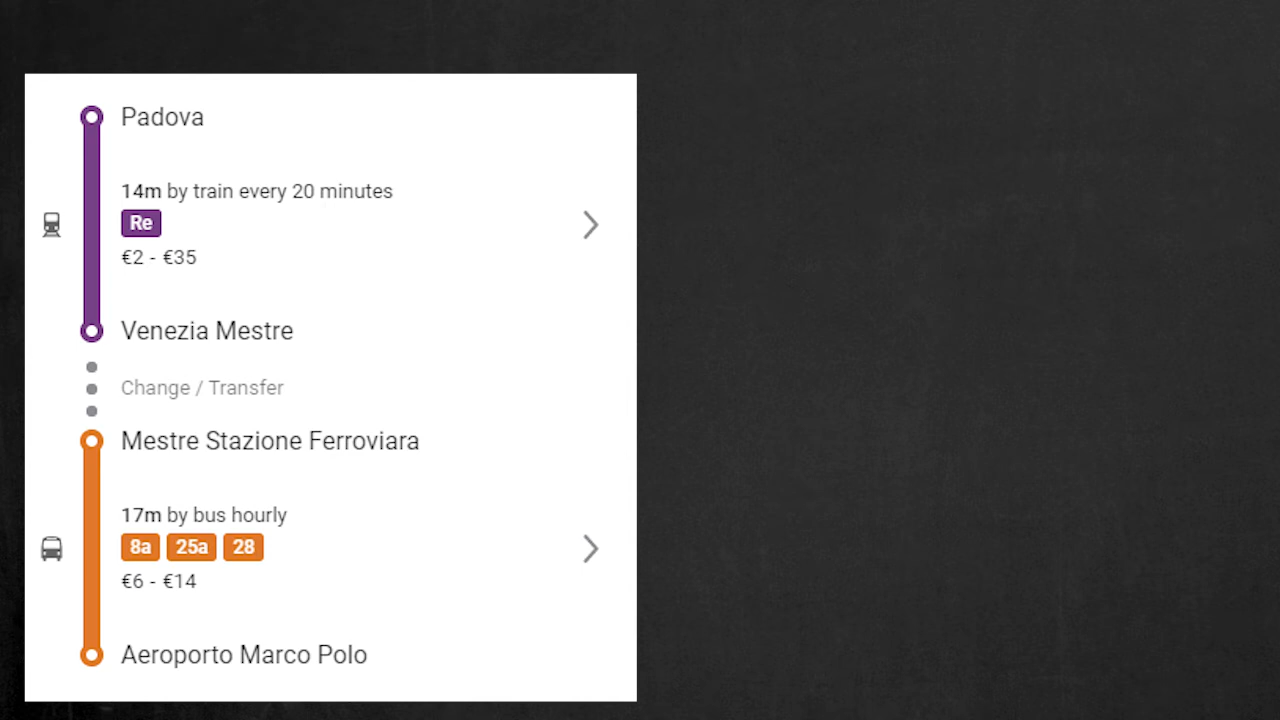 Padova
14m by train every 20 minutes
Re
€2 - €35
Venezia Mestre
Change / Transfer
Mestre Stazione Ferroviara
17m by bus hourly
8a 25a 28
€6 - €14
Aeroporto Marco Polo